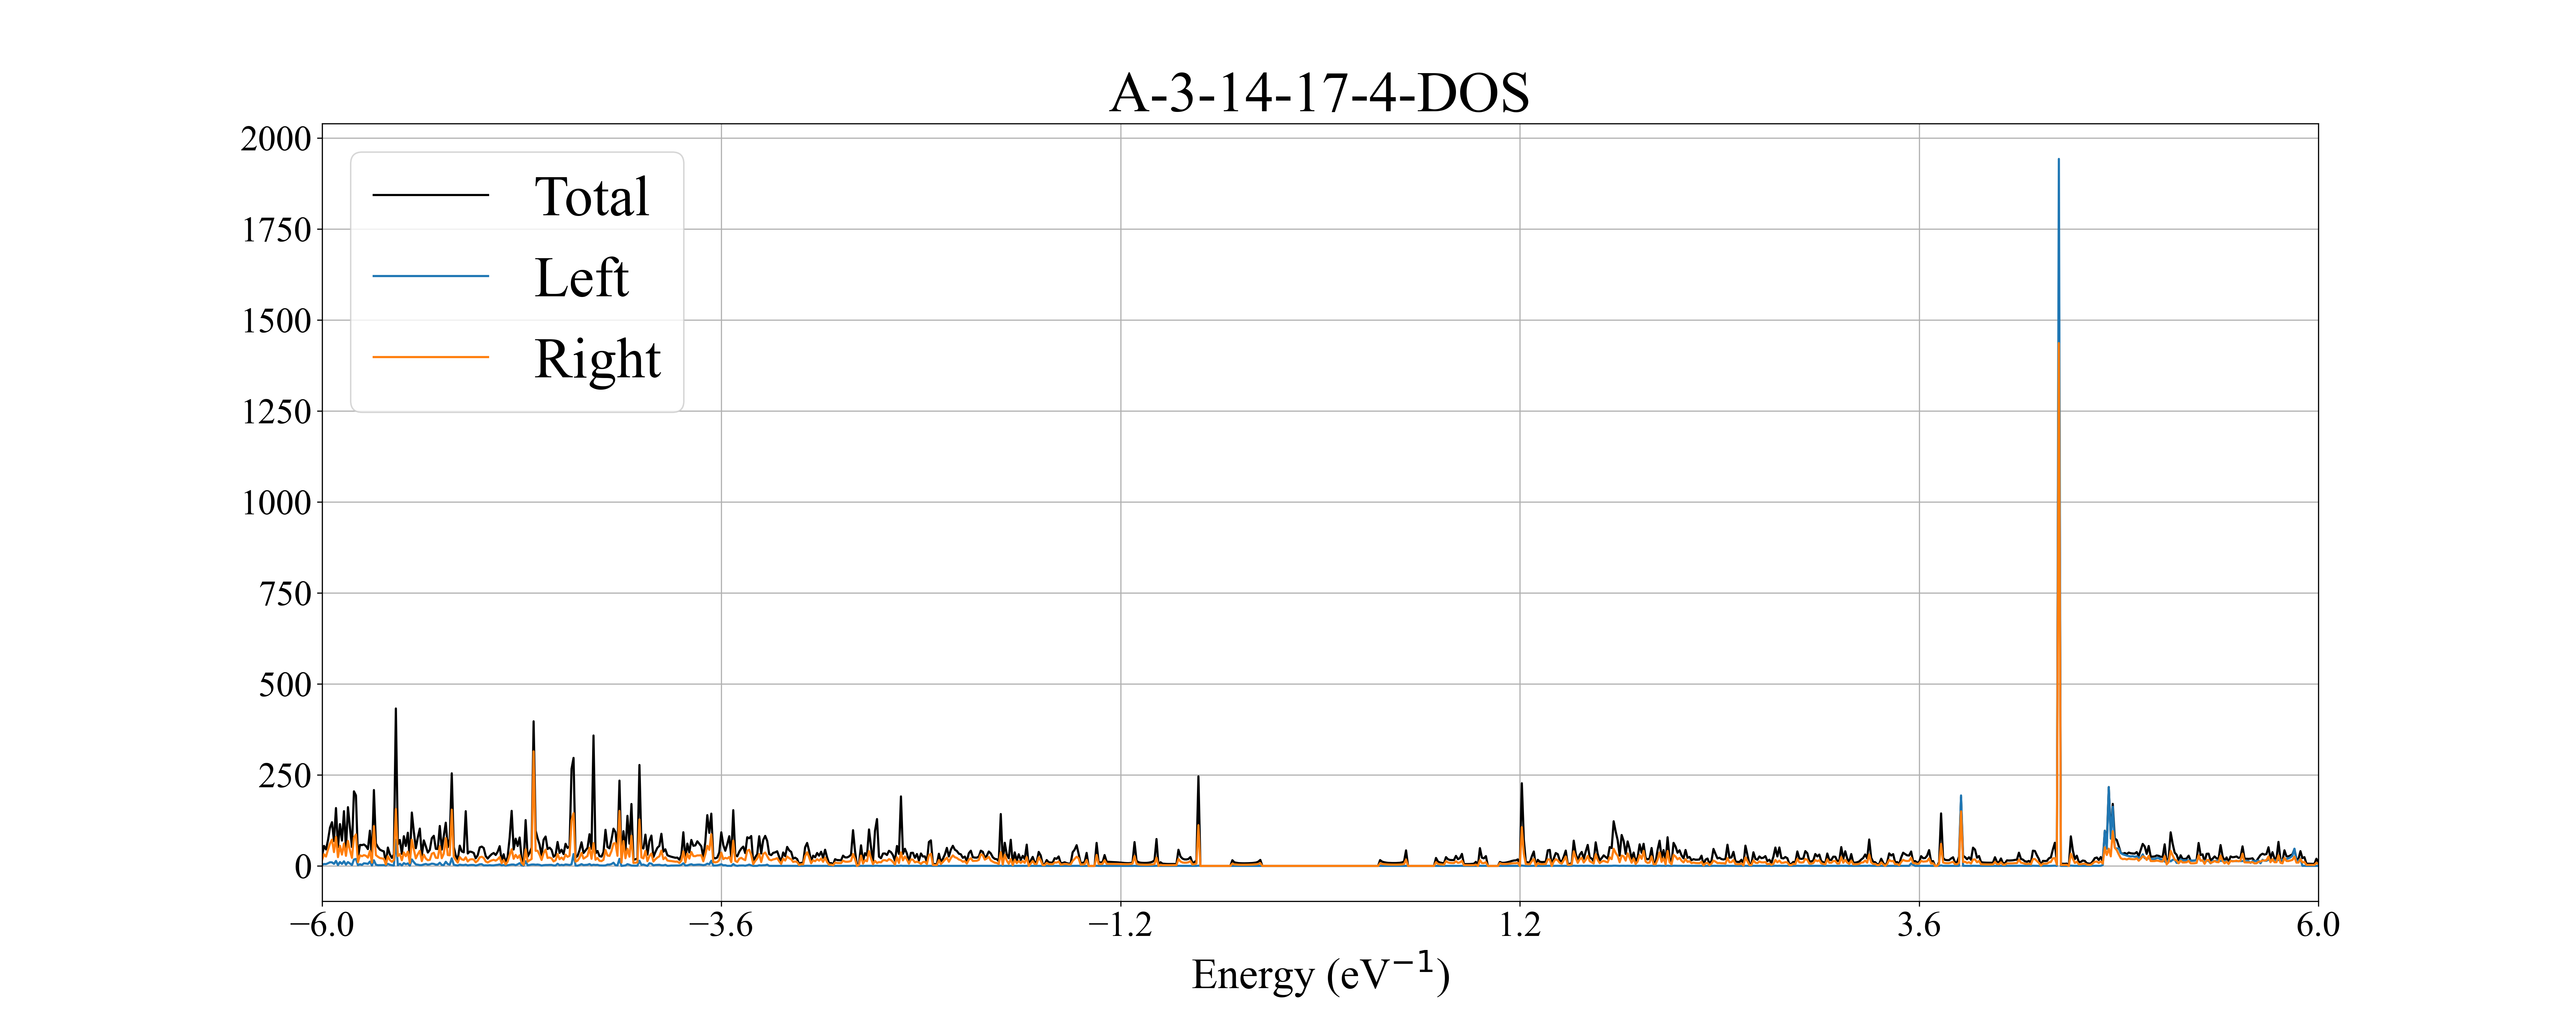 A-3-14-17-4-DOS
2000
1750
1500
1250
1000
750
500
250
0
Total
Left
Right
−6.0 −3.6 −1.2 1.2 3.6 6.0
Energy (eV⁻¹)